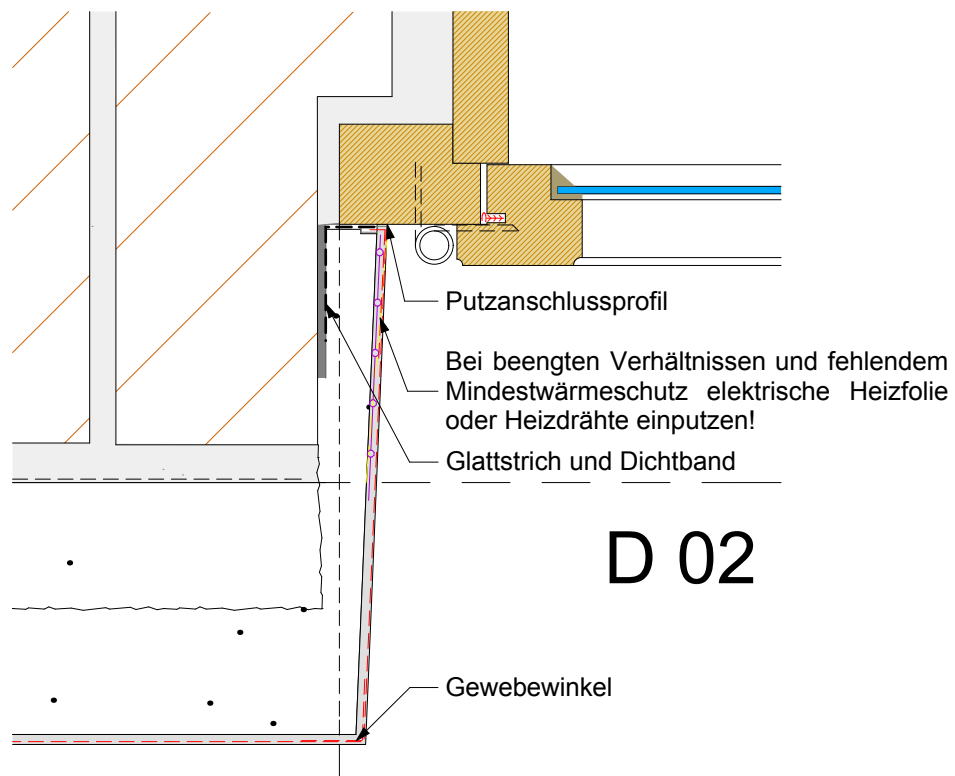 Putzanschlussprofil
Bei beengten Verhältnissen und fehlendem
Mindestwärmeschutz elektrische Heizfolie
oder Heizdrähte einputzen!
Glattstrich und Dichtband
D 02
Gewebewinkel